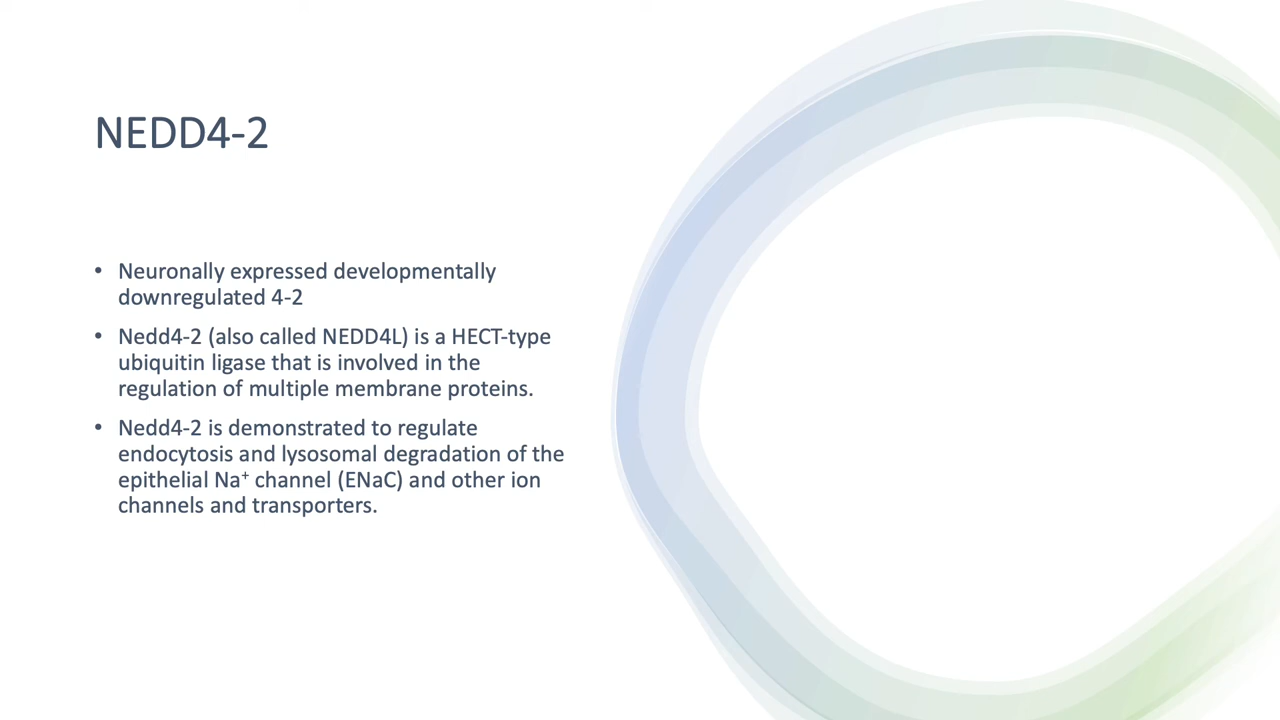 NEDD4-2
• Neuronally expressed developmentally
downregulated 4-2
• Nedd4-2 (also called NEDD4L) is a HECT-type
ubiquitin ligase that is involved in the
regulation of multiple membrane proteins.
• Nedd4-2 is demonstrated to regulate
endocytosis and lysosomal degradation of the
epithelial Na⁺ channel (ENaC) and other ion
channels and transporters.